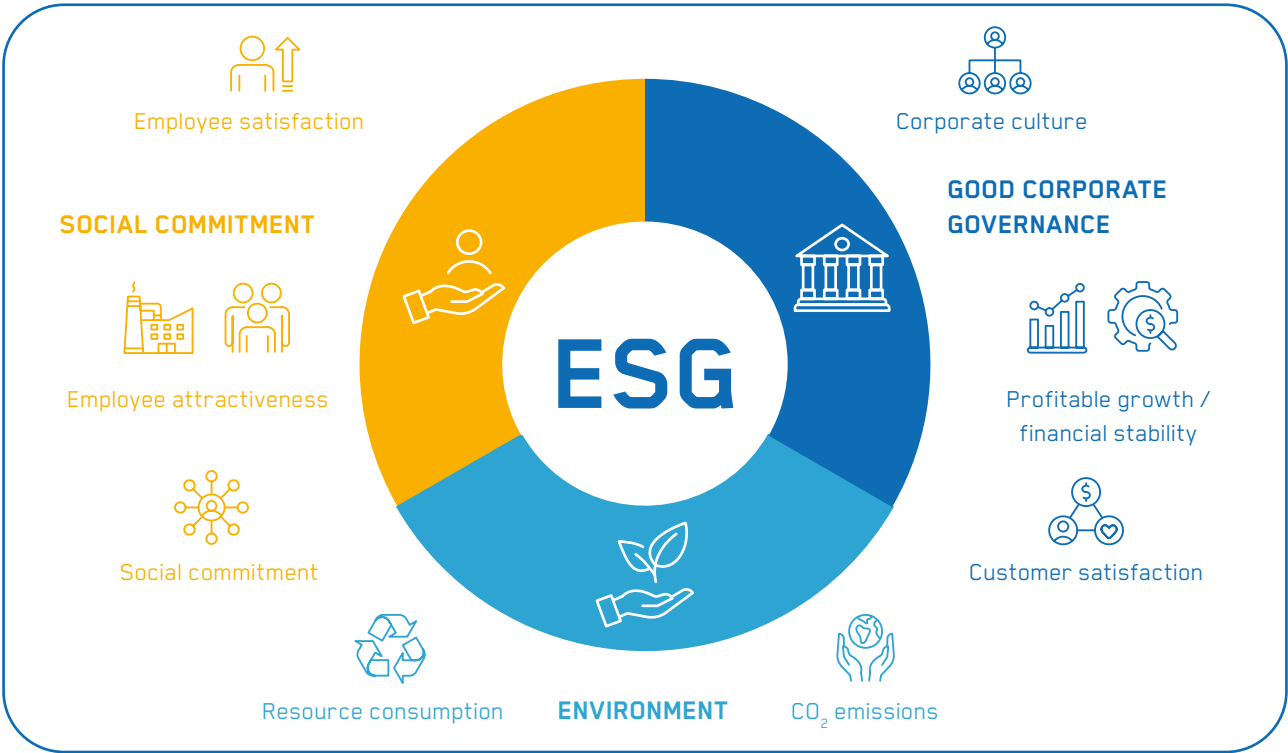 Employee satisfaction
SOCIAL COMMITMENT
Employee attractiveness
Social commitment
ESG
Corporate culture
GOOD CORPORATE
GOVERNANCE
Profitable growth /
financial stability
Customer satisfaction
Resource consumption
ENVIRONMENT
CO₂ emissions
$
$